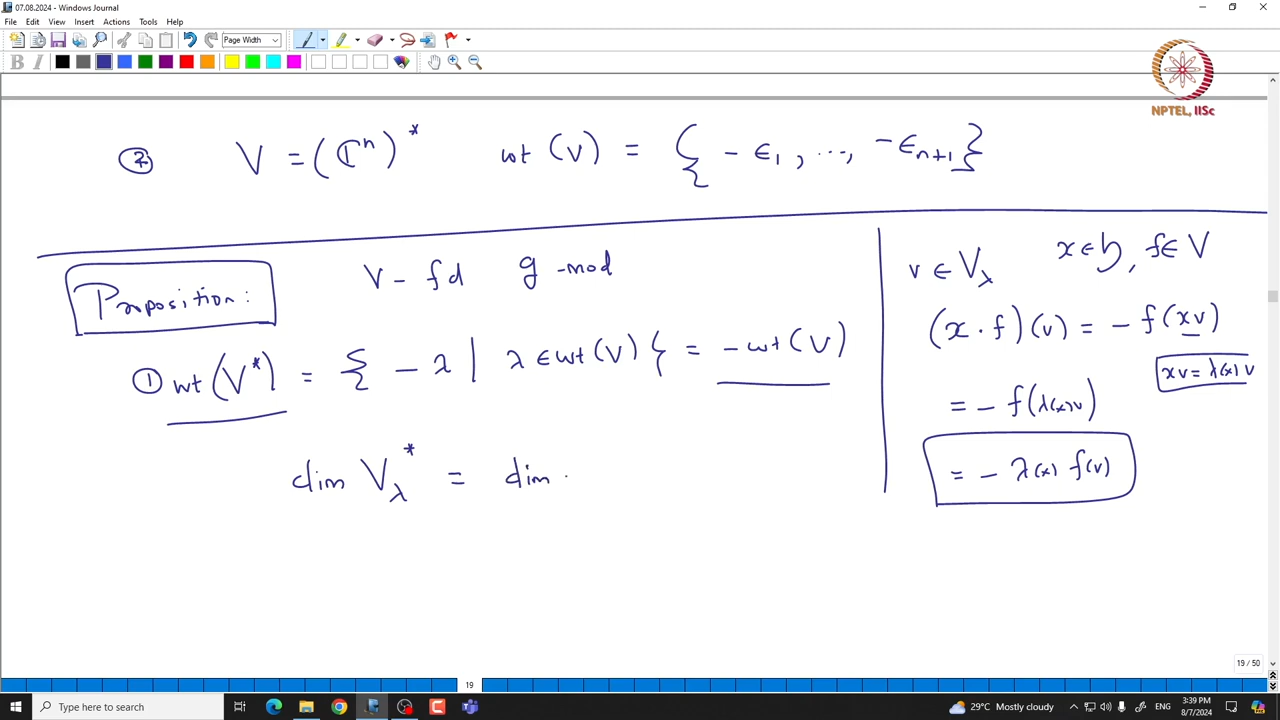 07.08.2024 - Windows Journal
File Edit View Insert Actions Tools Help
Page Width
NPTEL, IISc
② V = (ℂⁿ)* wt(V) = { - ε₁, ..., - εₙ₊₁}
Proposition:
V - fd g -mod
① wt(V*) = { - λ | λ ∈ wt(V) } = - wt(V)
dim V*_λ = dim
v ∈ V_λ x ∈ 𝔥, f ∈ V
(x · f)(v) = - f(xv)
xv = λ(x) v
= - f(λ(x)v)
= - λ(x) f(v)
19 / 50
19
Type here to search
29°C Mostly cloudy
ENG
3:39 PM
8/7/2024